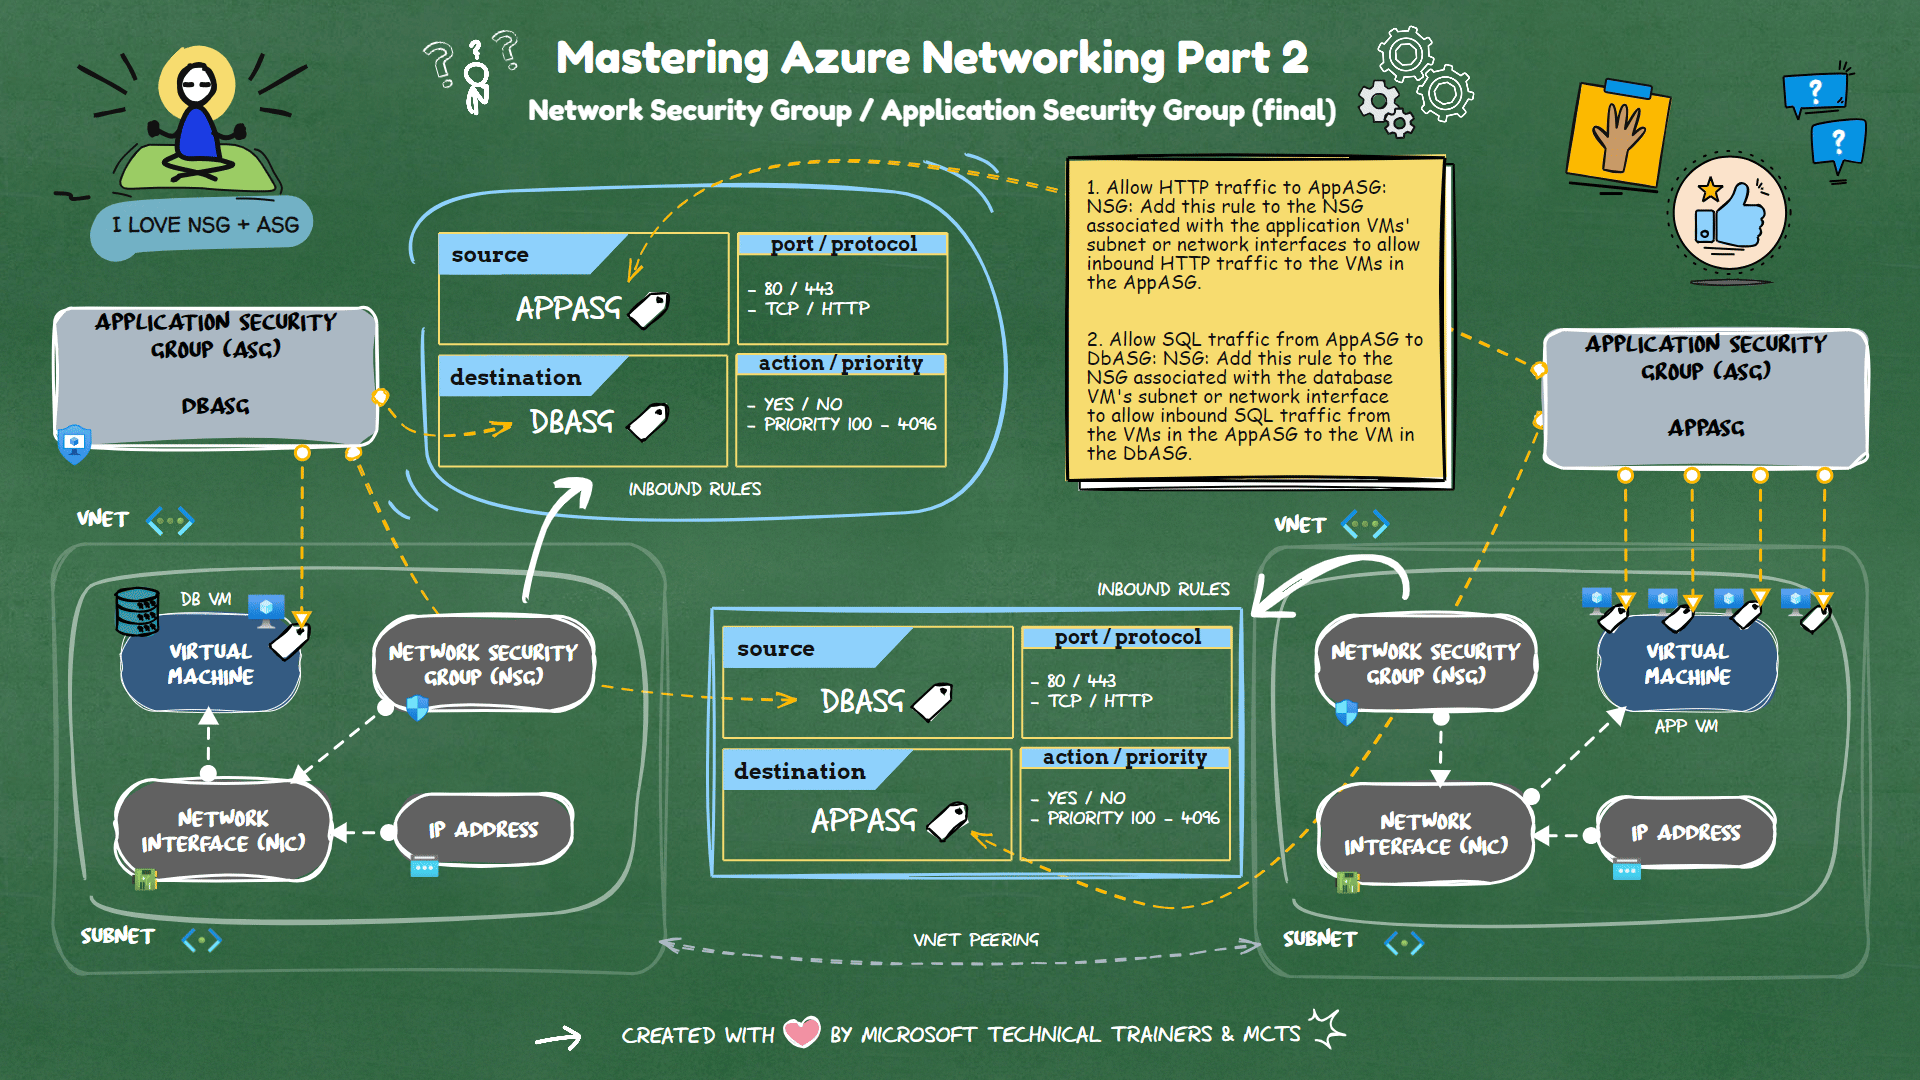 Mastering Azure Networking Part 2
Network Security Group / Application Security Group (final)
? ? ?
?
?
I LOVE NSG + ASG
APPLICATION SECURITY
GROUP (ASG)
DBASG
source
APPASG
port / protocol
- 80 / 443
- TCP / HTTP
destination
DBASG
action / priority
- YES / NO
- PRIORITY 100 - 4096
INBOUND RULES
1. Allow HTTP traffic to AppASG:
NSG: Add this rule to the NSG
associated with the application VMs'
subnet or network interfaces to allow
inbound HTTP traffic to the VMs in
the AppASG.
2. Allow SQL traffic from AppASG to
DbASG: NSG: Add this rule to the
NSG associated with the database
VM's subnet or network interface
to allow inbound SQL traffic from
the VMs in the AppASG to the VM in
the DbASG.
APPLICATION SECURITY
GROUP (ASG)
APPASG
VNET
DB VM
VIRTUAL
MACHINE
NETWORK SECURITY
GROUP (NSG)
NETWORK
INTERFACE (NIC)
IP ADDRESS
SUBNET
INBOUND RULES
source
DBASG
port / protocol
- 80 / 443
- TCP / HTTP
destination
APPASG
action / priority
- YES / NO
- PRIORITY 100 - 4096
VNET
NETWORK SECURITY
GROUP (NSG)
VIRTUAL
MACHINE
APP VM
NETWORK
INTERFACE (NIC)
IP ADDRESS
SUBNET
VNET PEERING
CREATED WITH BY MICROSOFT TECHNICAL TRAINERS & MCTS